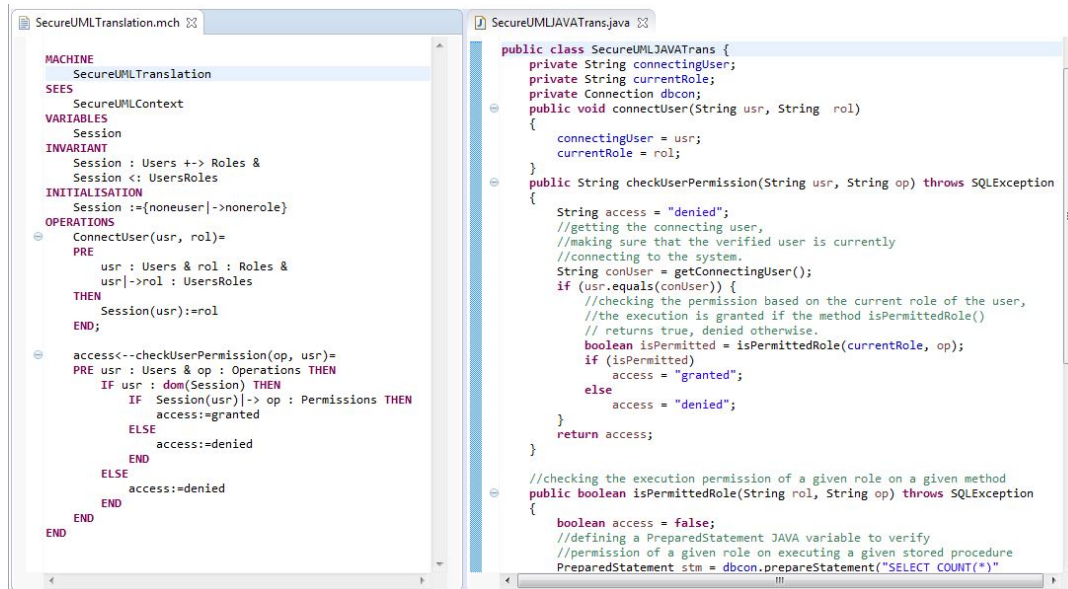 SecureUMLTranslation.mch
MACHINE
SecureUMLTranslation
SEES
SecureUMLContext
VARIABLES
Session
INVARIANT
Session : Users +-> Roles &
Session <: UsersRoles
INITIALISATION
Session :={noneuser|->nonerole}
OPERATIONS
ConnectUser(usr, rol)=
PRE
usr : Users & rol : Roles &
usr|->rol : UsersRoles
THEN
Session(usr):=rol
END;
access<--checkUserPermission(op, usr)=
PRE usr : Users & op : Operations THEN
IF usr : dom(Session) THEN
IF  Session(usr)|-> op : Permissions THEN
access:=granted
ELSE
access:=denied
END
ELSE
access:=denied
END
END
END
SecureUMLJAVATrans.java
public class SecureUMLJAVATrans {
private String connectingUser;
private String currentRole;
private Connection dbcon;
public void connectUser(String usr, String  rol)
{
connectingUser = usr;
currentRole = rol;
}
public String checkUserPermission(String usr, String op) throws SQLException
{
String access = "denied";
//getting the connecting user,
//making sure that the verified user is currently
//connecting to the system.
String conUser = getConnectingUser();
if (usr.equals(conUser)) {
//checking the permission based on the current role of the user,
//the execution is granted if the method isPermittedRole()
// returns true, denied otherwise.
boolean isPermitted = isPermittedRole(currentRole, op);
if (isPermitted)
access = "granted";
else
access = "denied";
}
return access;
}
//checking the execution permission of a given role on a given method
public boolean isPermittedRole(String rol, String op) throws SQLException
{
boolean access = false;
//defining a PreparedStatement JAVA variable to verify
//permission of a given role on executing a given stored procedure
PreparedStatement stm = dbcon.prepareStatement("SELECT COUNT(*)"